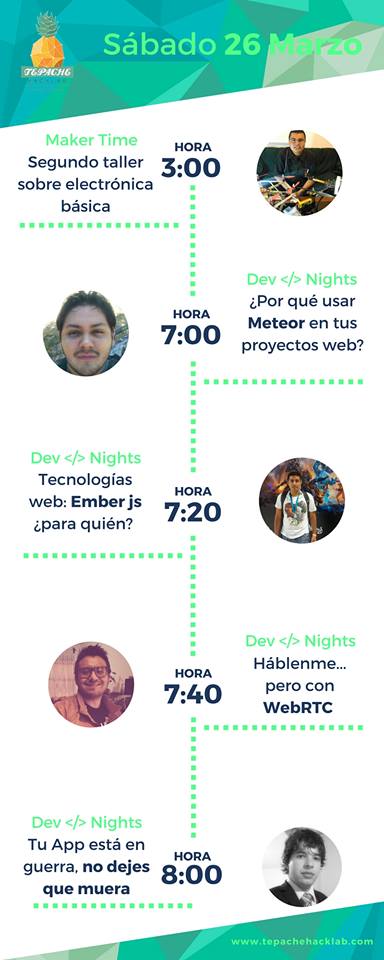 Sábado 26 Marzo
TEPACHE
HACKLAB
Maker Time
Segundo taller
sobre electrónica
básica
HORA
3:00
Dev </> Nights
¿Por qué usar
Meteor en tus
proyectos web?
HORA
7:00
Dev </> Nights
Tecnologías
web: Ember js
¿para quién?
HORA
7:20
Dev </> Nights
Háblenme...
pero con
WebRTC
HORA
7:40
Dev </> Nights
Tu App está en
guerra, no dejes
que muera
HORA
8:00
www.tepachehacklab.com